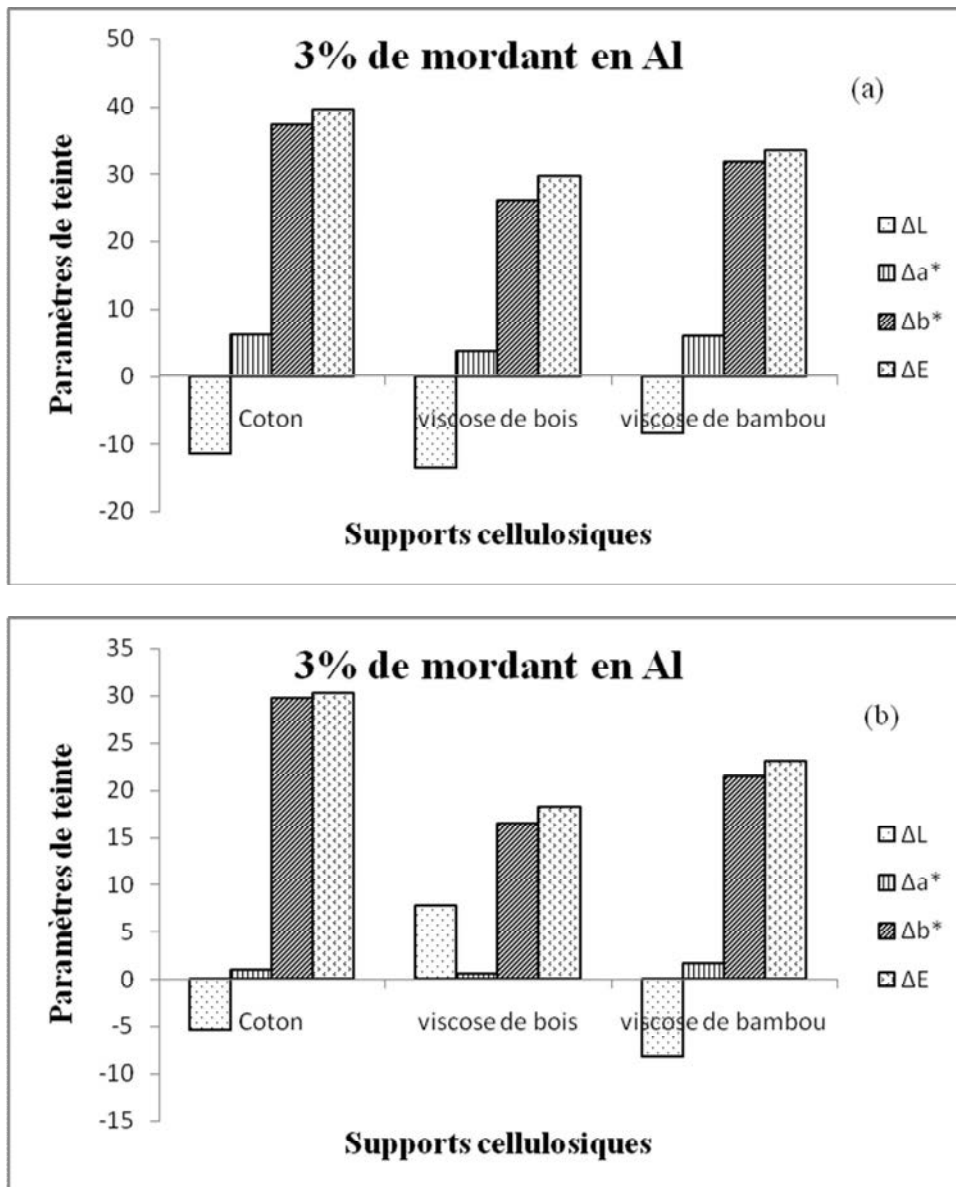 3% de mordant en Al
(a)
50
40
30
20
10
0
-10
-20
Paramètres de teinte
Coton
viscose de bois
viscose de bambou
Supports cellulosiques
ΔL
Δa*
Δb*
ΔE
3% de mordant en Al
(b)
35
30
25
20
15
10
5
0
-5
-10
-15
Paramètres de teinte
Coton
viscose de bois
viscose de bambou
Supports cellulosiques
ΔL
Δa*
Δb*
ΔE